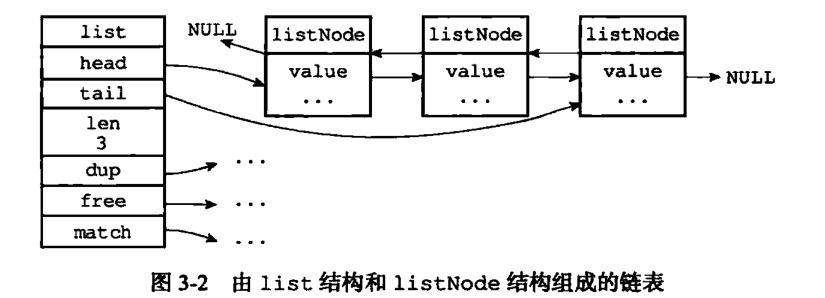 list
head
tail
len
3
dup
free
match
NULL
listNode
value
...
listNode
value
...
listNode
value
...
NULL
...
...
...
图 3-2 由 list 结构和 listNode 结构组成的链表